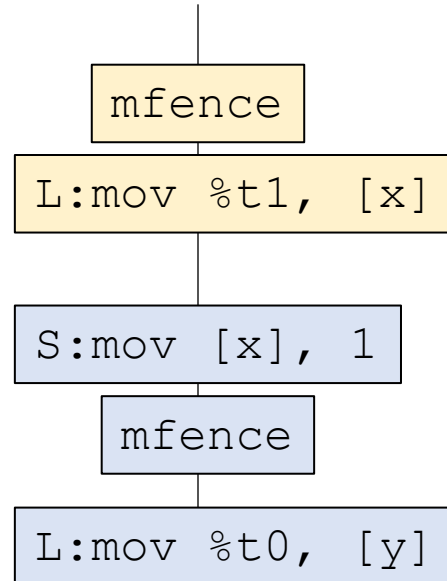 mfence
L:mov %t1, [x]
S:mov [x], 1
mfence
L:mov %t0, [y]